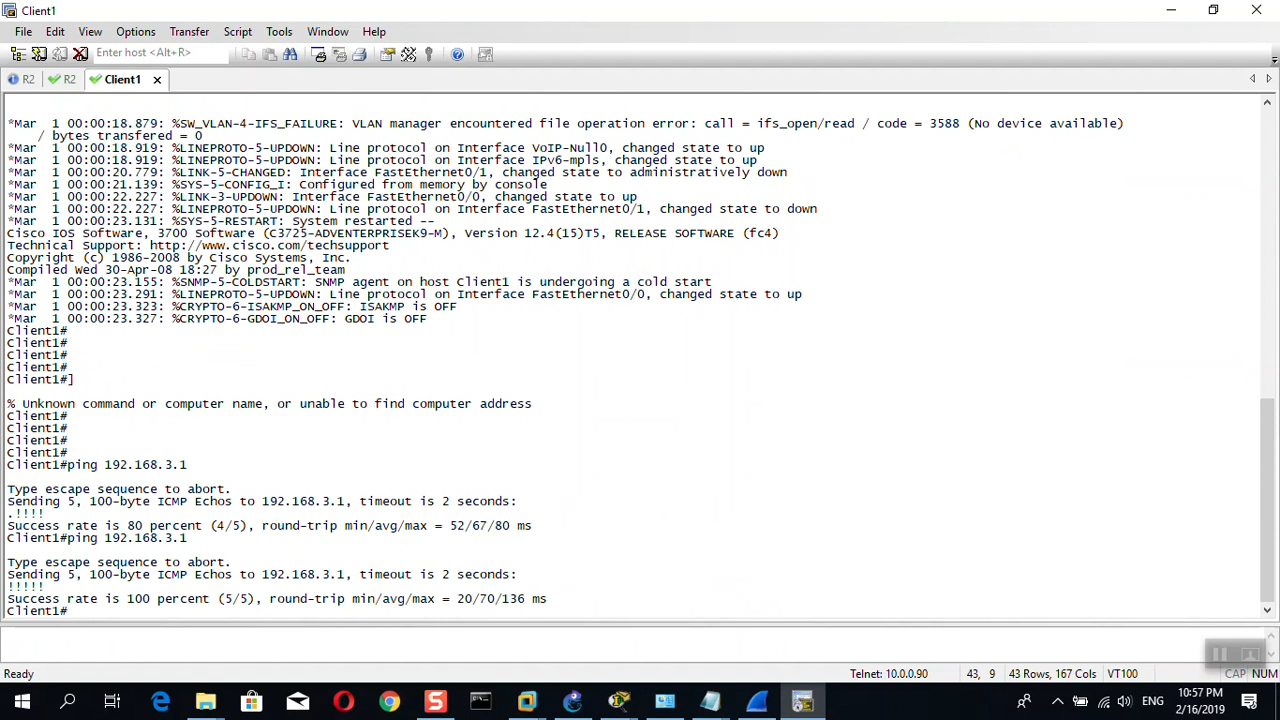 Client1
File Edit View Options Transfer Script Tools Window Help
Enter host <Alt+R>
R2 R2 Client1
*Mar  1 00:00:18.879: %SW_VLAN-4-IFS_FAILURE: VLAN manager encountered file operation error: call = ifs_open/read / code = 3588 (No device available)
/ bytes transfered = 0
*Mar  1 00:00:18.919: %LINEPROTO-5-UPDOWN: Line protocol on Interface VoIP-Null0, changed state to up
*Mar  1 00:00:18.919: %LINEPROTO-5-UPDOWN: Line protocol on Interface IPv6-mpls, changed state to up
*Mar  1 00:00:20.779: %LINK-5-CHANGED: Interface FastEthernet0/1, changed state to administratively down
*Mar  1 00:00:21.139: %SYS-5-CONFIG_I: Configured from memory by console
*Mar  1 00:00:22.227: %LINK-3-UPDOWN: Interface FastEthernet0/0, changed state to up
*Mar  1 00:00:22.227: %LINEPROTO-5-UPDOWN: Line protocol on Interface FastEthernet0/1, changed state to down
*Mar  1 00:00:23.131: %SYS-5-RESTART: System restarted --
Cisco IOS Software, 3700 Software (C3725-ADVENTERPRISEK9-M), Version 12.4(15)T5, RELEASE SOFTWARE (fc4)
Technical Support: http://www.cisco.com/techsupport
Copyright (c) 1986-2008 by Cisco Systems, Inc.
Compiled Wed 30-Apr-08 18:27 by prod_rel_team
*Mar  1 00:00:23.155: %SNMP-5-COLDSTART: SNMP agent on host Client1 is undergoing a cold start
*Mar  1 00:00:23.291: %LINEPROTO-5-UPDOWN: Line protocol on Interface FastEthernet0/0, changed state to up
*Mar  1 00:00:23.323: %CRYPTO-6-ISAKMP_ON_OFF: ISAKMP is OFF
*Mar  1 00:00:23.327: %CRYPTO-6-GDOI_ON_OFF: GDOI is OFF
Client1#
Client1#
Client1#
Client1#
Client1#]
% Unknown command or computer name, or unable to find computer address
Client1#
Client1#
Client1#
Client1#
Client1#ping 192.168.3.1
Type escape sequence to abort.
Sending 5, 100-byte ICMP Echos to 192.168.3.1, timeout is 2 seconds:
.!!!!
Success rate is 80 percent (4/5), round-trip min/avg/max = 52/67/80 ms
Client1#ping 192.168.3.1
Type escape sequence to abort.
Sending 5, 100-byte ICMP Echos to 192.168.3.1, timeout is 2 seconds:
!!!!!
Success rate is 100 percent (5/5), round-trip min/avg/max = 20/70/136 ms
Client1#
Ready Telnet: 10.0.0.90 43, 9 43 Rows, 167 Cols VT100 CAP NUM
ENG 10:57 PM
2/16/2019